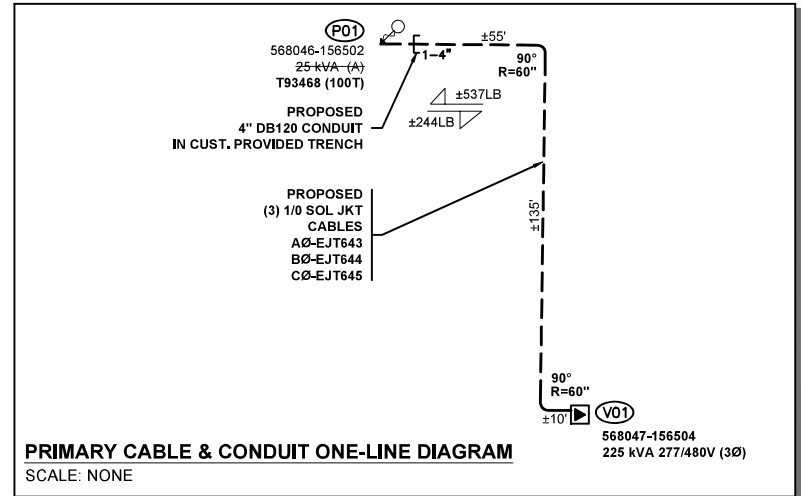 P01
568046-156502
25 kVA (A)
T93468 (100T)
±55'
1-4"
90°
R=60"
±537LB
±244LB
PROPOSED
4" DB120 CONDUIT
IN CUST. PROVIDED TRENCH
PROPOSED
(3) 1/0 SOL JKT
CABLES
AØ-EJT643
BØ-EJT644
CØ-EJT645
±135'
90°
R=60"
±10'
V01
568047-156504
225 kVA 277/480V (3Ø)
PRIMARY CABLE & CONDUIT ONE-LINE DIAGRAM
SCALE: NONE